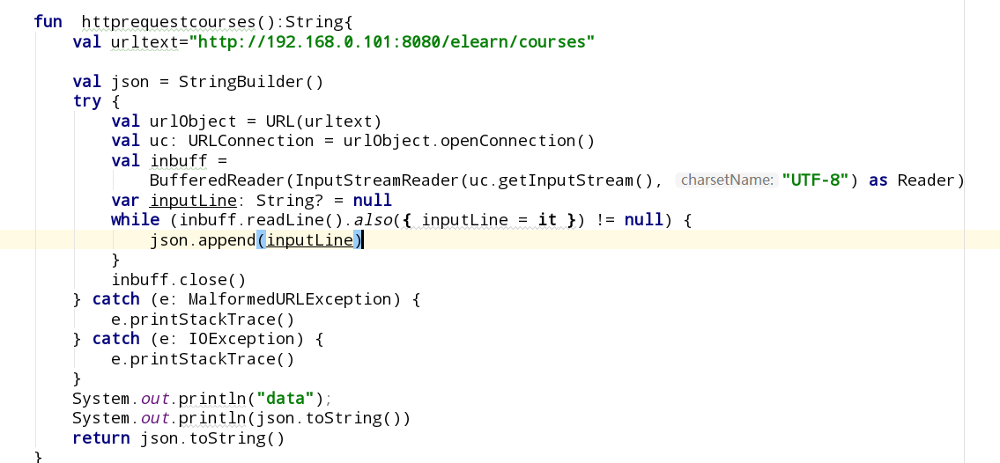 fun  httprequestcourses():String{
    val urltext="http://192.168.0.101:8080/elearn/courses"

    val json = StringBuilder()
    try {
        val urlObject = URL(urltext)
        val uc: URLConnection = urlObject.openConnection()
        val inbuff =
            BufferedReader(InputStreamReader(uc.getInputStream(), charsetName: "UTF-8") as Reader)
        var inputLine: String? = null
        while (inbuff.readLine().also({ inputLine = it }) != null) {
            json.append(inputLine)
        }
        inbuff.close()
    } catch (e: MalformedURLException) {
        e.printStackTrace()
    } catch (e: IOException) {
        e.printStackTrace()
    }
    System.out.println("data");
    System.out.println(json.toString())
    return json.toString()
}